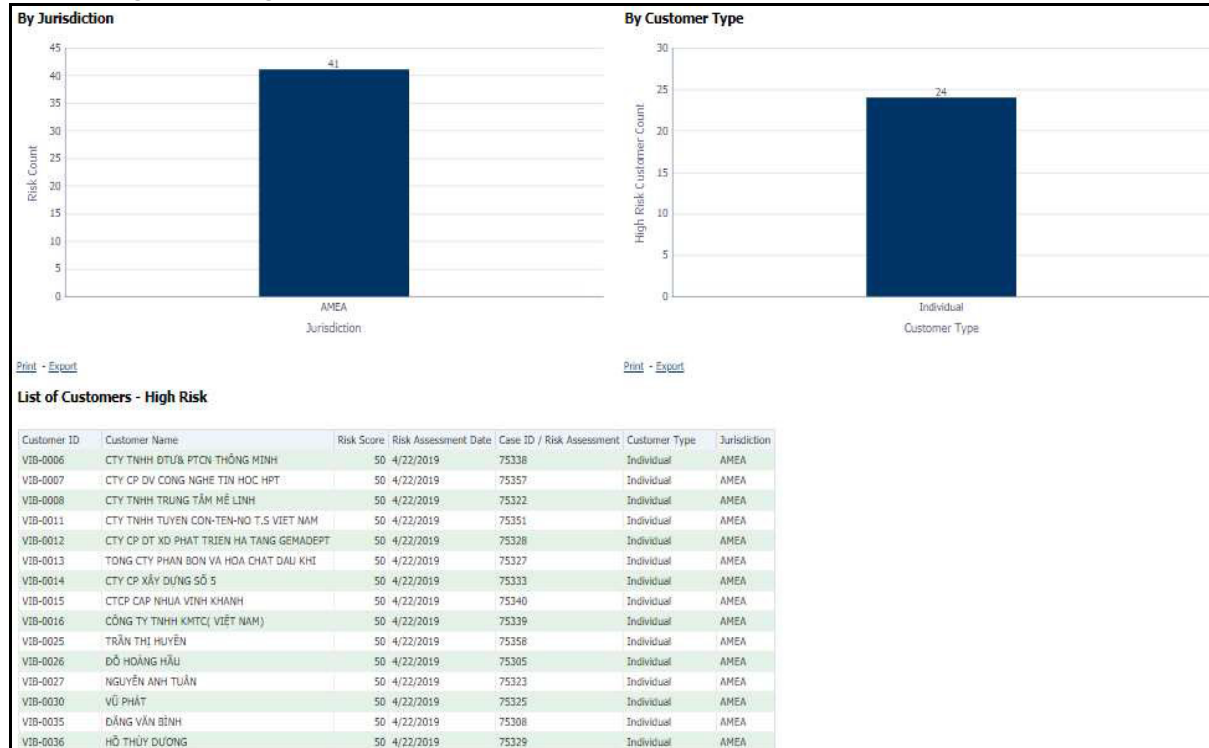 By Jurisdiction
45
40
35
30
25
20
15
10
5
0
Risk Count
41
AMEA
Jurisdiction
Print - Export
By Customer Type
30
25
20
15
10
5
0
High Risk Customer Count
24
Individual
Customer Type
Print - Export
List of Customers - High Risk
Customer ID Customer Name Risk Score Risk Assessment Date Case ID / Risk Assessment Customer Type Jurisdiction
VIB-0006 CTY TNHH ĐTƯ& PTCN THÔNG MINH 50 4/22/2019 75338 Individual AMEA
VIB-0007 CTY CP DV CONG NGHE TIN HOC HPT 50 4/22/2019 75357 Individual AMEA
VIB-0008 CTY TNHH TRUNG TÂM MÊ LINH 50 4/22/2019 75322 Individual AMEA
VIB-0011 CTY TNHH TUYEN CON-TEN-NO T.S VIET NAM 50 4/22/2019 75351 Individual AMEA
VIB-0012 CTY CP DT XD PHAT TRIEN HA TANG GEMADEPT 50 4/22/2019 75328 Individual AMEA
VIB-0013 TONG CTY PHAN BON VA HOA CHAT DAU KHI 50 4/22/2019 75327 Individual AMEA
VIB-0014 CTY CP XÂY DỰNG SỐ 5 50 4/22/2019 75333 Individual AMEA
VIB-0015 CTCP CAP NHUA VINH KHANH 50 4/22/2019 75340 Individual AMEA
VIB-0016 CÔNG TY TNHH KMTC( VIỆT NAM) 50 4/22/2019 75339 Individual AMEA
VIB-0025 TRẦN THỊ HUYỀN 50 4/22/2019 75358 Individual AMEA
VIB-0026 ĐỖ HOÀNG HẦU 50 4/22/2019 75305 Individual AMEA
VIB-0027 NGUYỄN ANH TUẤN 50 4/22/2019 75323 Individual AMEA
VIB-0030 VŨ PHÁT 50 4/22/2019 75325 Individual AMEA
VIB-0035 ĐẶNG VĂN BÌNH 50 4/22/2019 75308 Individual AMEA
VIB-0036 HỒ THÙY DƯƠNG 50 4/22/2019 75329 Individual AMEA